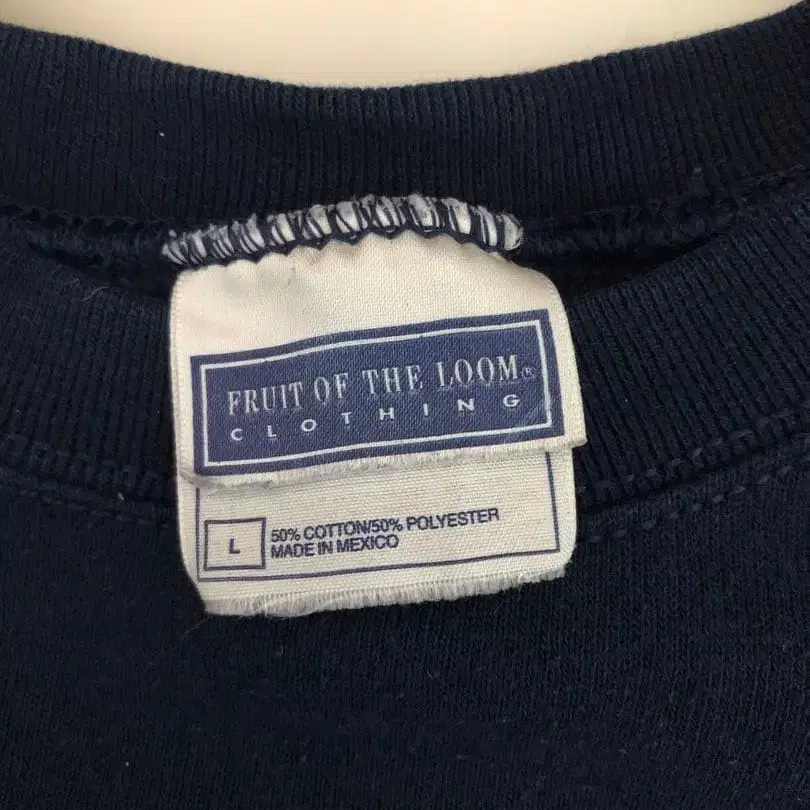 FRUIT OF THE LOOM®
CLOTHING
L
50% COTTON/50% POLYESTER
MADE IN MEXICO